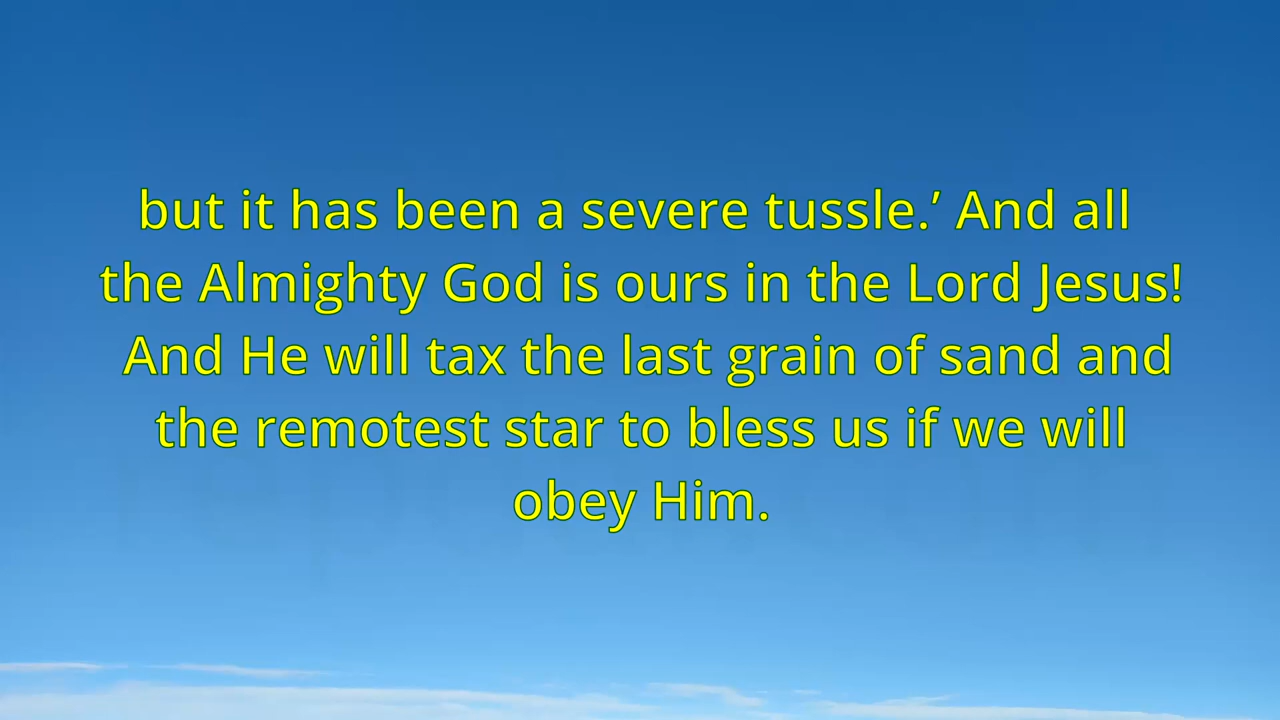 but it has been a severe tussle.’ And all
the Almighty God is ours in the Lord Jesus!
And He will tax the last grain of sand and
the remotest star to bless us if we will
obey Him.